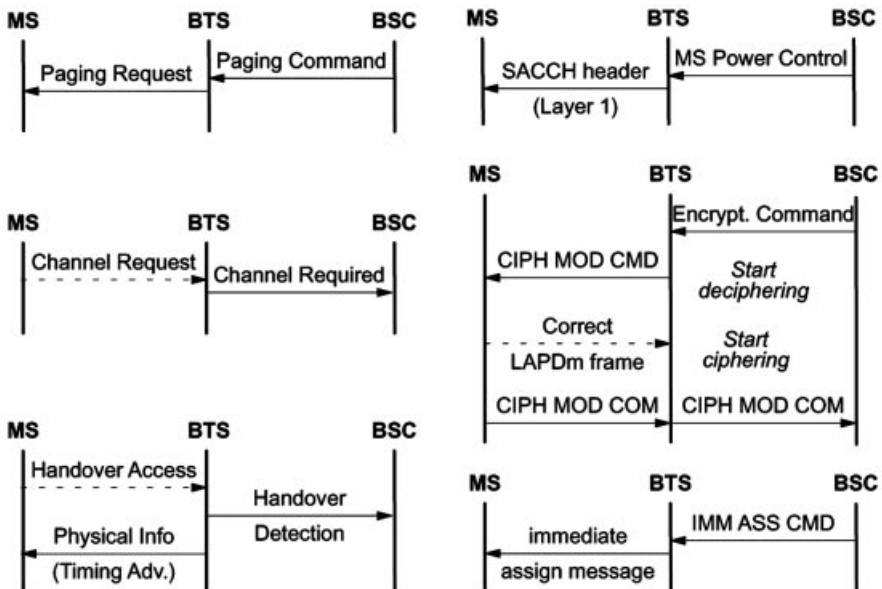 MS BTS BSC
Paging Request
Paging Command
MS BTS BSC
Channel Request
Channel Required
MS BTS BSC
Handover Access
Handover
Detection
Physical Info
(Timing Adv.)
MS BTS BSC
SACCH header
(Layer 1)
MS Power Control
MS BTS BSC
Encrypt. Command
CIPH MOD CMD
Start
deciphering
Correct
LAPDm frame
Start
ciphering
CIPH MOD COM
CIPH MOD COM
MS BTS BSC
IMM ASS CMD
immediate
assign message